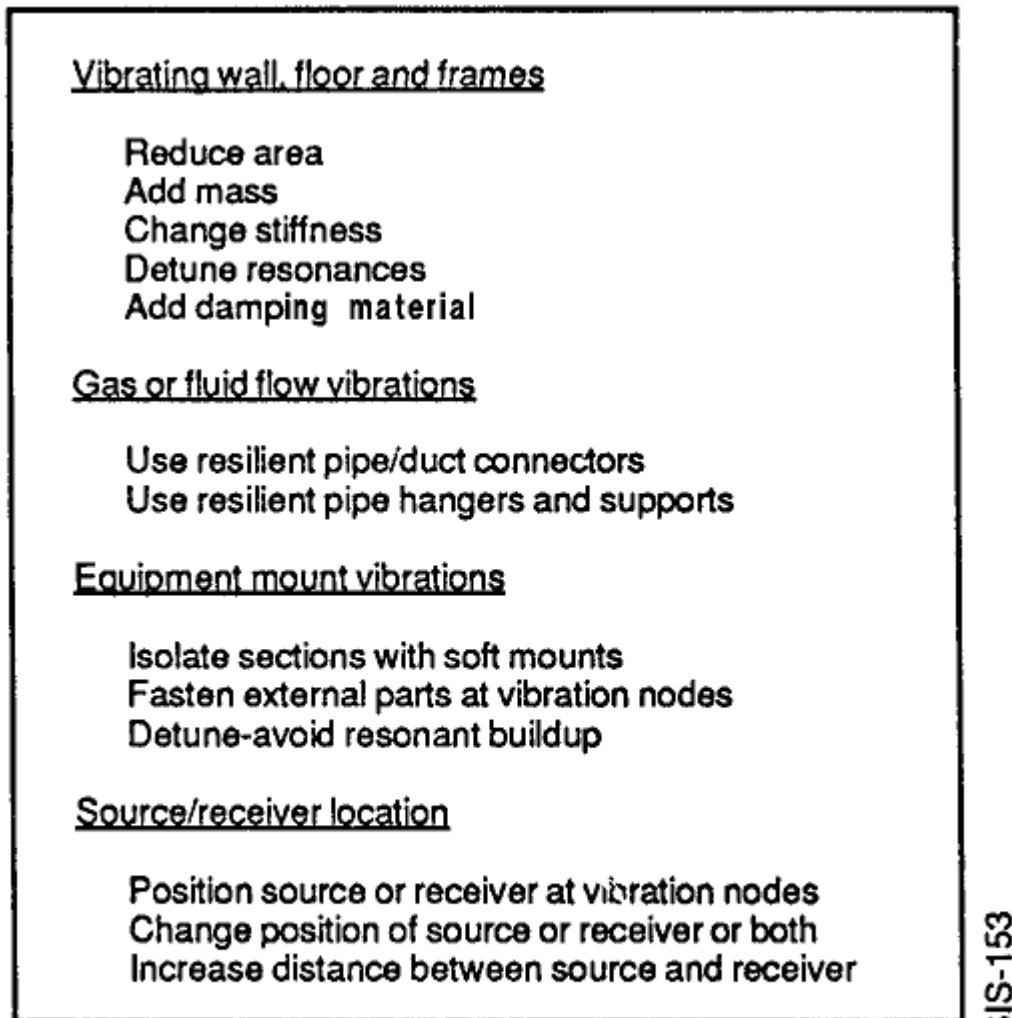 Vibrating wall, floor and frames
Reduce area
Add mass
Change stiffness
Detune resonances
Add damping material
Gas or fluid flow vibrations
Use resilient pipe/duct connectors
Use resilient pipe hangers and supports
Equipment mount vibrations
Isolate sections with soft mounts
Fasten external parts at vibration nodes
Detune-avoid resonant buildup
Source/receiver location
Position source or receiver at vibration nodes
Change position of source or receiver or both
Increase distance between source and receiver